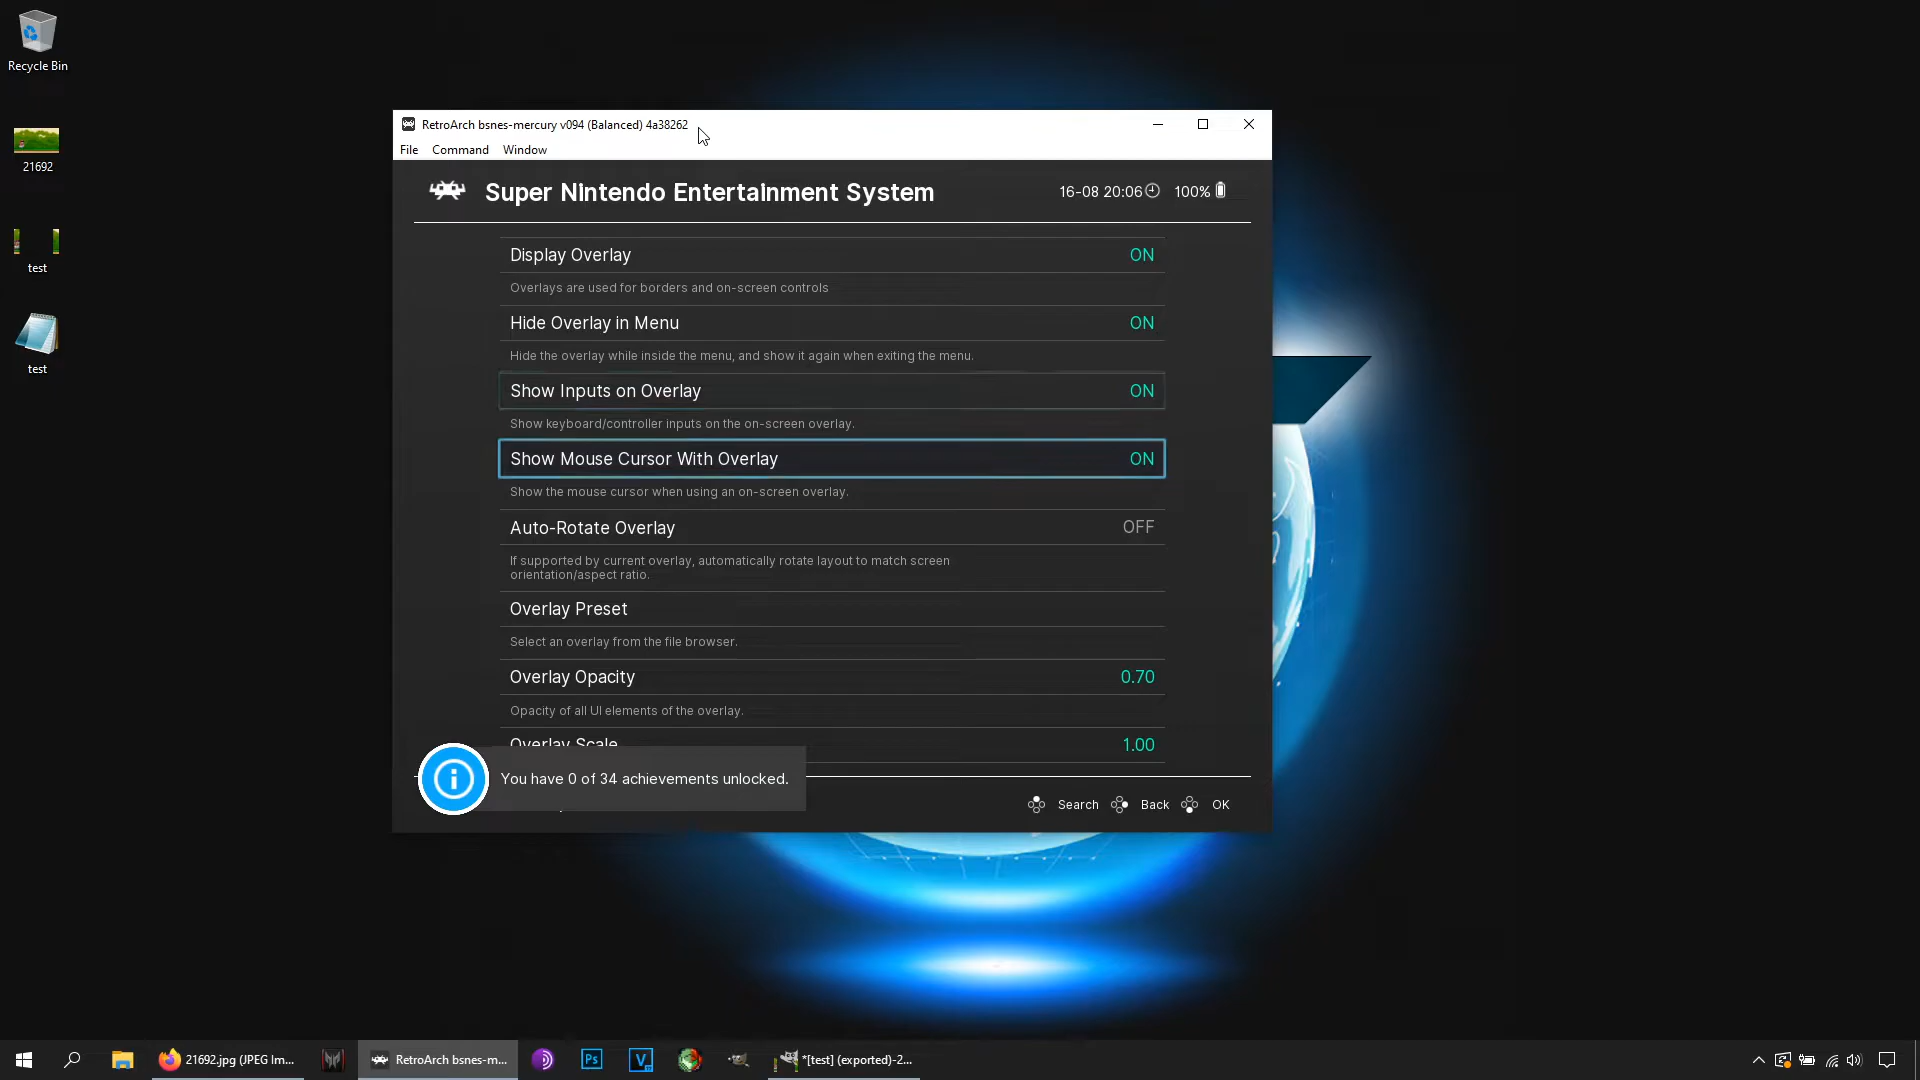 Recycle Bin
21692
test
test
RetroArch bsnes-mercury v094 (Balanced) 4a38262
File Command Window
Super Nintendo Entertainment System
16-08 20:06 100%
Display Overlay ON
Overlays are used for borders and on-screen controls
Hide Overlay in Menu ON
Hide the overlay while inside the menu, and show it again when exiting the menu.
Show Inputs on Overlay ON
Show keyboard/controller inputs on the on-screen overlay.
Show Mouse Cursor With Overlay ON
Show the mouse cursor when using an on-screen overlay.
Auto-Rotate Overlay OFF
If supported by current overlay, automatically rotate layout to match screen
orientation/aspect ratio.
Overlay Preset
Select an overlay from the file browser.
Overlay Opacity 0.70
Opacity of all UI elements of the overlay.
Overlay Scale 1.00
You have 0 of 34 achievements unlocked.
Search Back OK
21692.jpg (JPEG Im...
RetroArch bsnes-m...
Ps
V
*[test] (exported)-2...